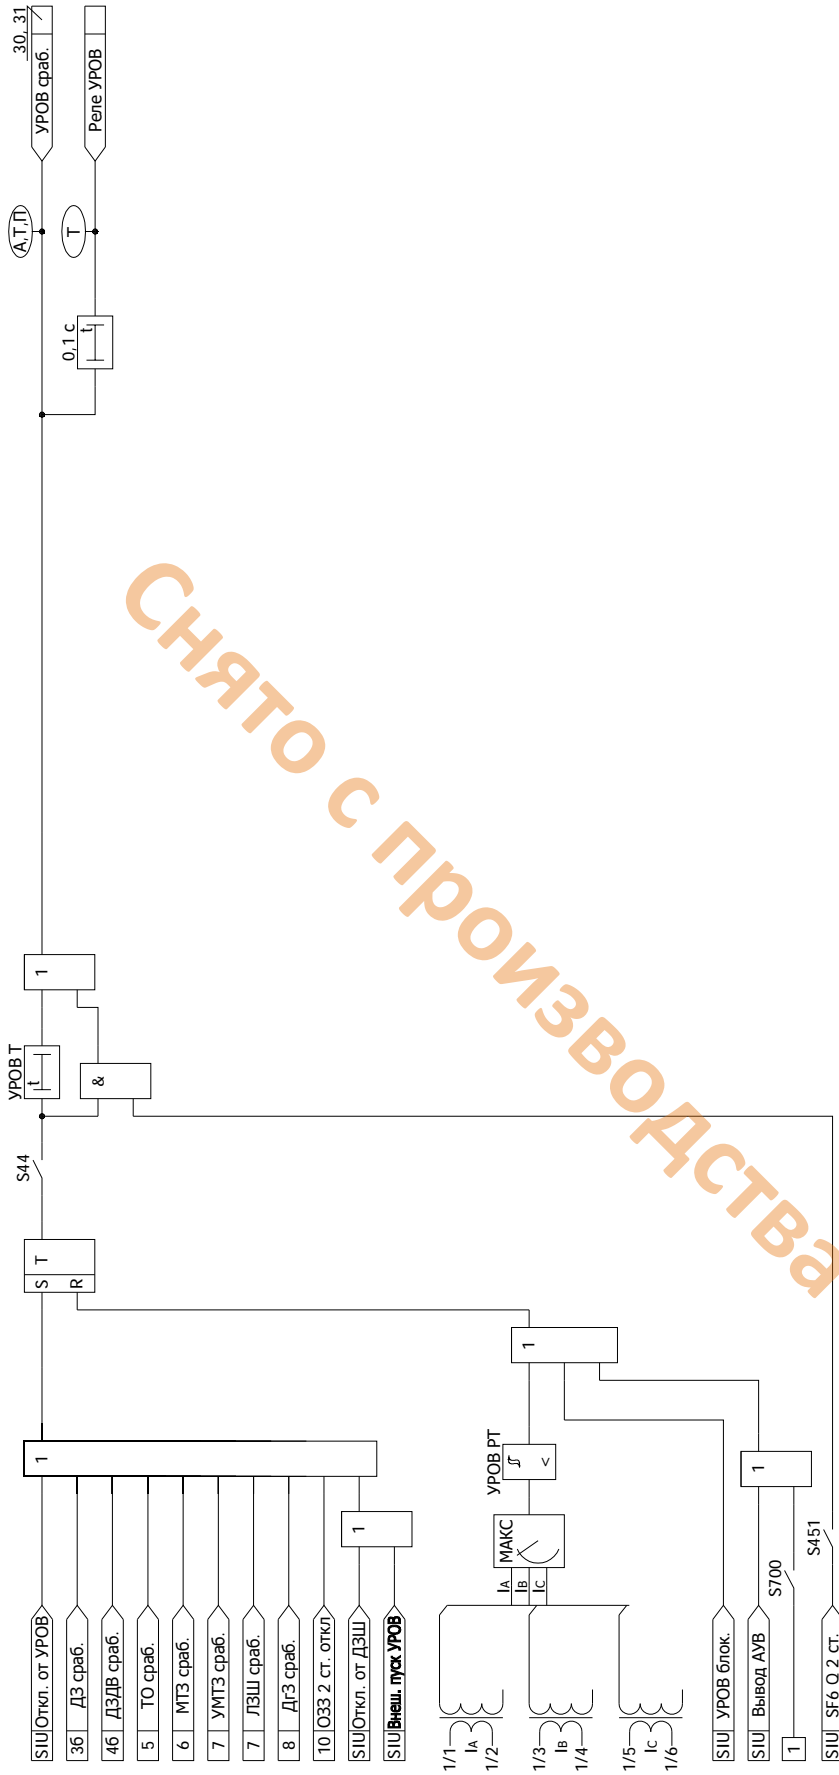 SIU Откл. от УРОВ
3б ДЗ сраб.
4б ДЗДВ сраб.
5 ТО сраб.
6 МТЗ сраб.
7 УМТЗ сраб.
7 ЛЗШ сраб.
8 ДгЗ сраб.
10 ОЗЗ 2 ст. откл
SIU Откл. от ДЗШ
SIU Внеш. пуск УРОВ
1
1
S T
R
S44
УРОВ Т
t
&
1
0,1 с
t
А,Т,П
Т
УРОВ сраб.
30, 31
Реле УРОВ
1/1
IA
1/2
1/3
IB
1/4
1/5
IC
1/6
IA
IB
IC
МАКС
УРОВ РТ
<
1
SIU УРОВ блок.
SIU Вывод АУВ
1
S700
1
SIU SF6 Q 2 ст.
S451
Снято с производства